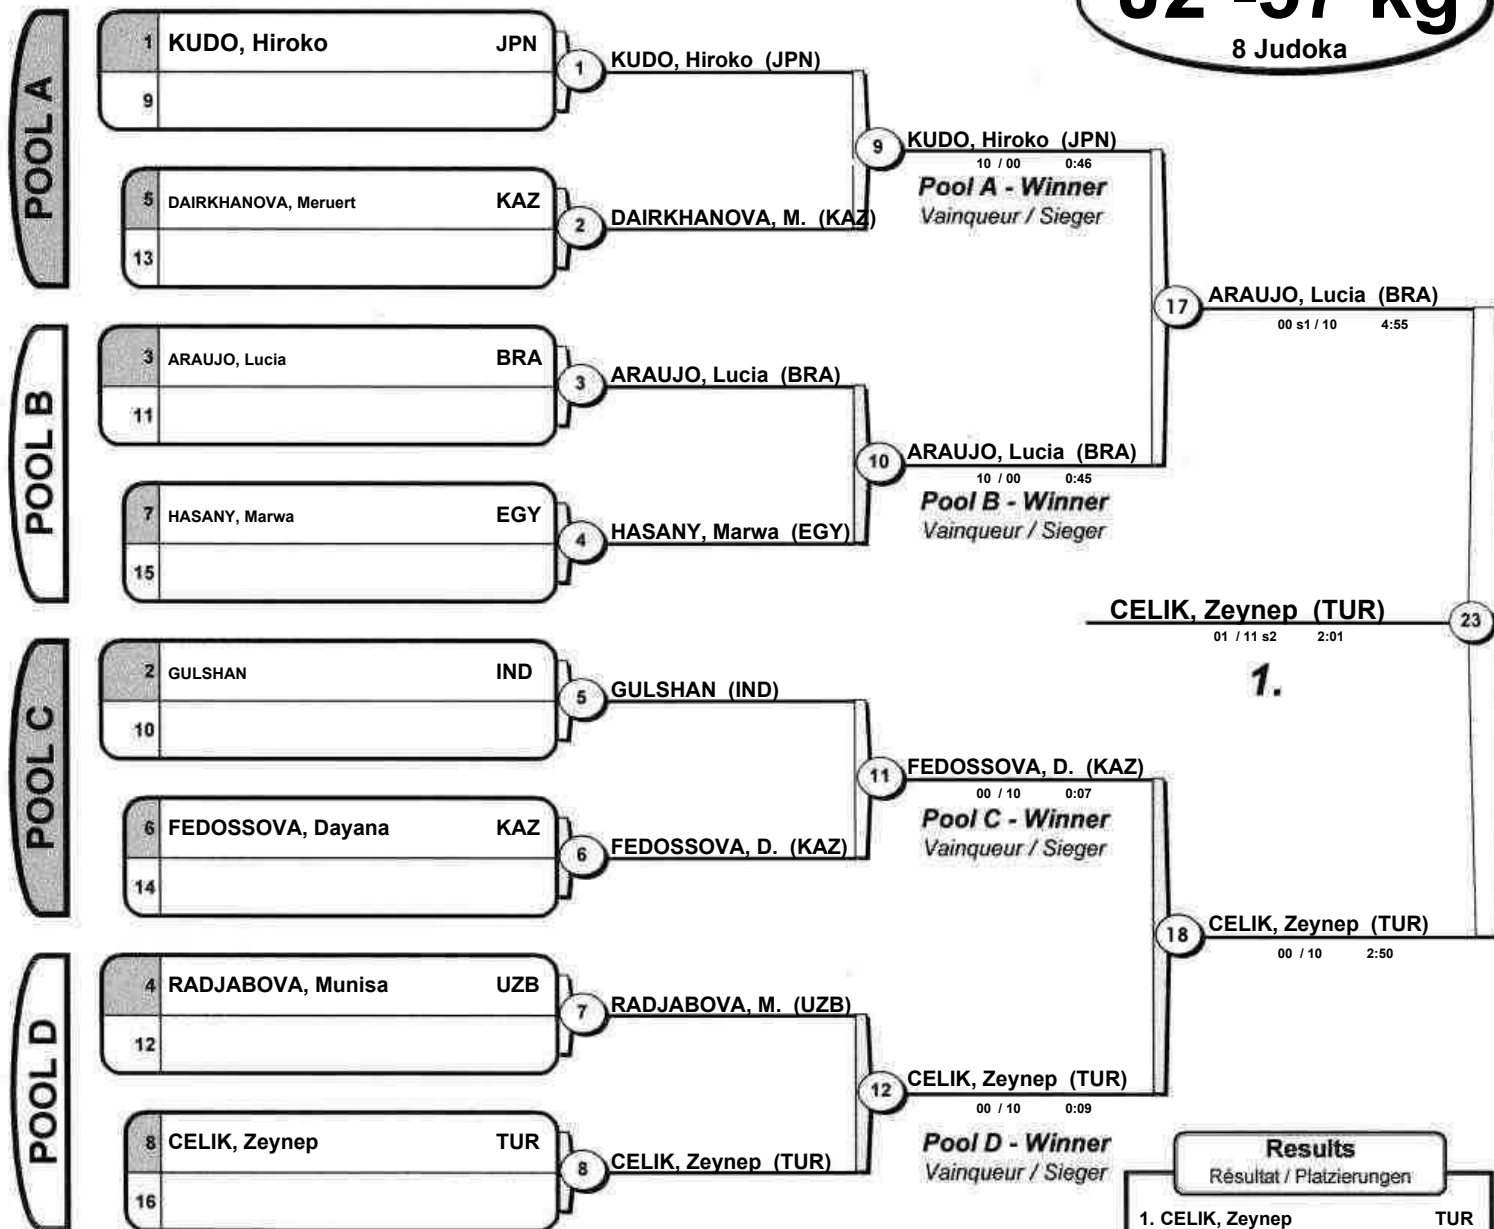 J2 -57 kg
8 Judoka
POOL A
1 KUDO, Hiroko JPN
9
1 KUDO, Hiroko (JPN)
5 DAIRKHANOVA, Meruert KAZ
13
2 DAIRKHANOVA, M. (KAZ)
9 KUDO, Hiroko (JPN)
10 / 00 0:46
Pool A - Winner
Vainqueur / Sieger
POOL B
3 ARAUJO, Lucia BRA
11
3 ARAUJO, Lucia (BRA)
7 HASANY, Marwa EGY
15
4 HASANY, Marwa (EGY)
10 ARAUJO, Lucia (BRA)
10 / 00 0:45
Pool B - Winner
Vainqueur / Sieger
17 ARAUJO, Lucia (BRA)
00 s1 / 10 4:55
CELIK, Zeynep (TUR) 23
01 / 11 s2 2:01
1.
POOL C
2 GULSHAN IND
10
5 GULSHAN (IND)
6 FEDOSSOVA, Dayana KAZ
14
6 FEDOSSOVA, D. (KAZ)
11 FEDOSSOVA, D. (KAZ)
00 / 10 0:07
Pool C - Winner
Vainqueur / Sieger
18 CELIK, Zeynep (TUR)
00 / 10 2:50
POOL D
4 RADJABOVA, Munisa UZB
12
7 RADJABOVA, M. (UZB)
8 CELIK, Zeynep TUR
16
8 CELIK, Zeynep (TUR)
12 CELIK, Zeynep (TUR)
00 / 10 0:09
Pool D - Winner
Vainqueur / Sieger
Results
Résultat / Platzierungen
1. CELIK, Zeynep TUR